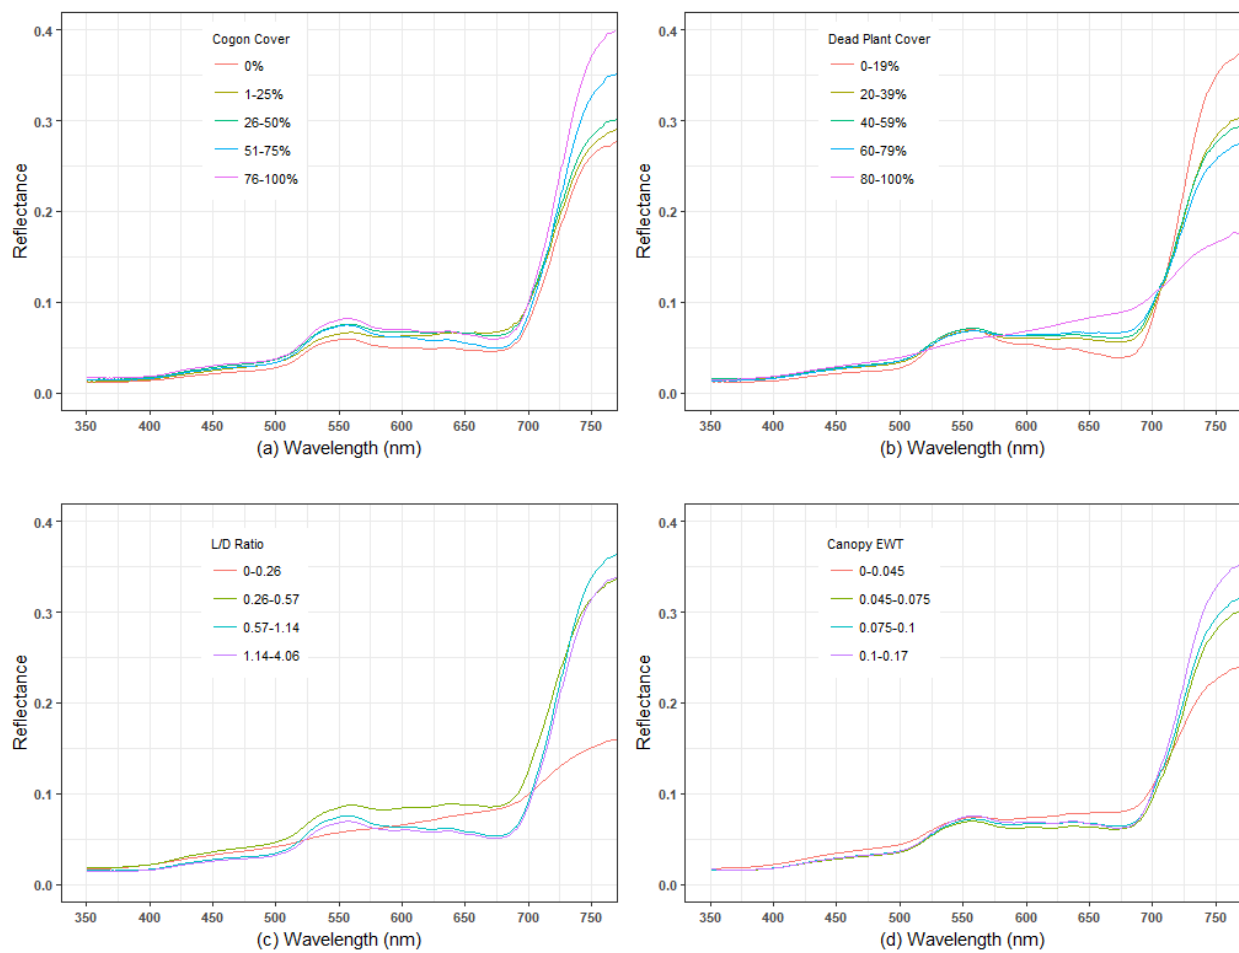 Cogon Cover
0%
1-25%
26-50%
51-75%
76-100%
0.4
0.3
0.2
0.1
0.0
Reflectance
350 400 450 500 550 600 650 700 750
(a) Wavelength (nm)
Dead Plant Cover
0-19%
20-39%
40-59%
60-79%
80-100%
0.4
0.3
0.2
0.1
0.0
Reflectance
350 400 450 500 550 600 650 700 750
(b) Wavelength (nm)
L/D Ratio
0-0.26
0.26-0.57
0.57-1.14
1.14-4.06
0.4
0.3
0.2
0.1
0.0
Reflectance
350 400 450 500 550 600 650 700 750
(c) Wavelength (nm)
Canopy EWT
0-0.045
0.045-0.075
0.075-0.1
0.1-0.17
0.4
0.3
0.2
0.1
0.0
Reflectance
350 400 450 500 550 600 650 700 750
(d) Wavelength (nm)